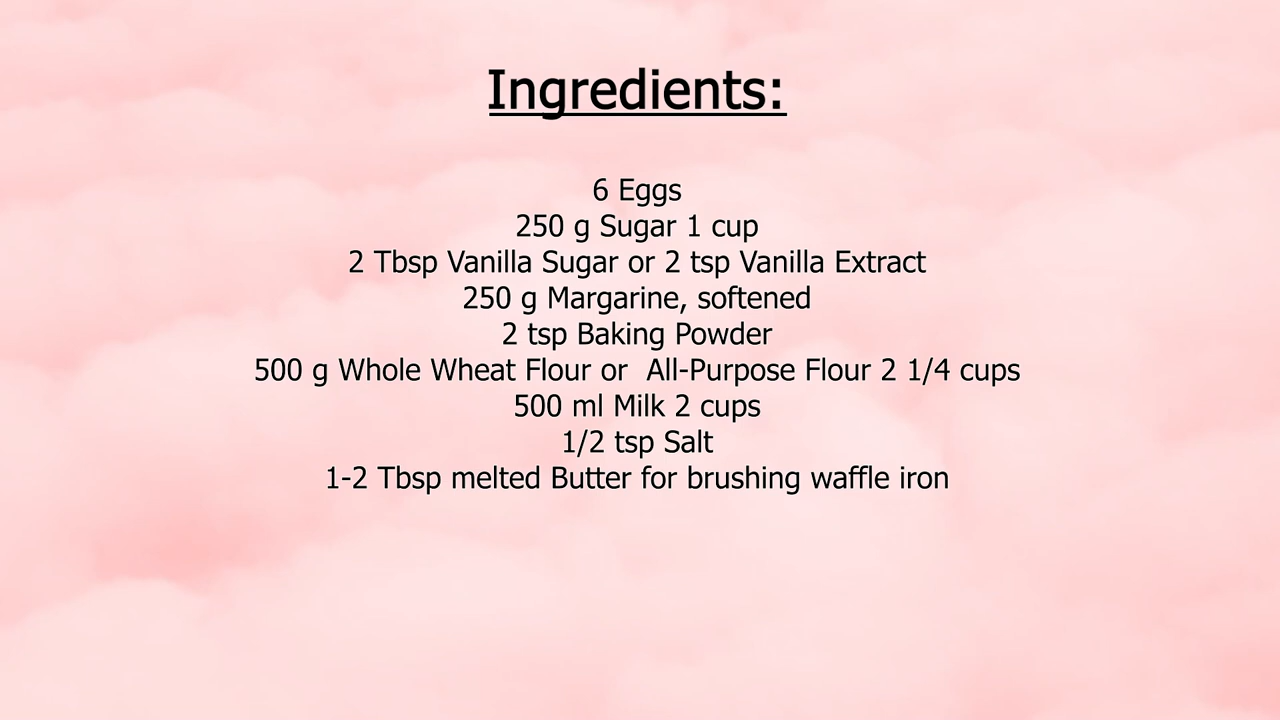 Ingredients:
6 Eggs
250 g Sugar 1 cup
2 Tbsp Vanilla Sugar or 2 tsp Vanilla Extract
250 g Margarine, softened
2 tsp Baking Powder
500 g Whole Wheat Flour or  All-Purpose Flour 2 1/4 cups
500 ml Milk 2 cups
1/2 tsp Salt
1-2 Tbsp melted Butter for brushing waffle iron